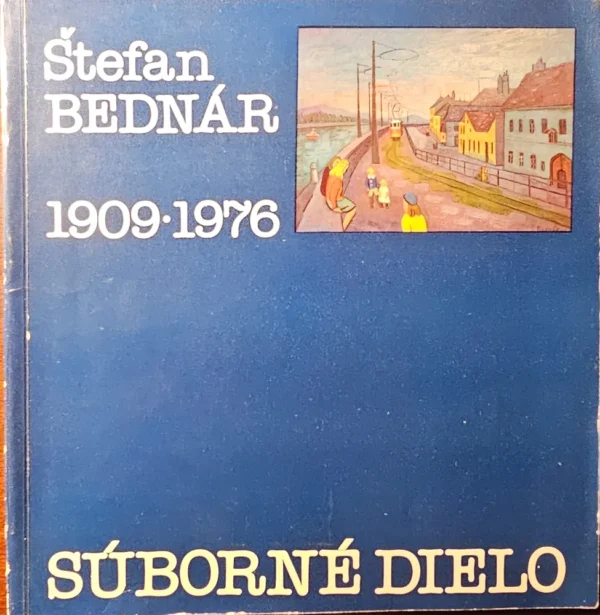 Štefan
BEDNÁR
1909·1976
SÚBORNÉ DIELO